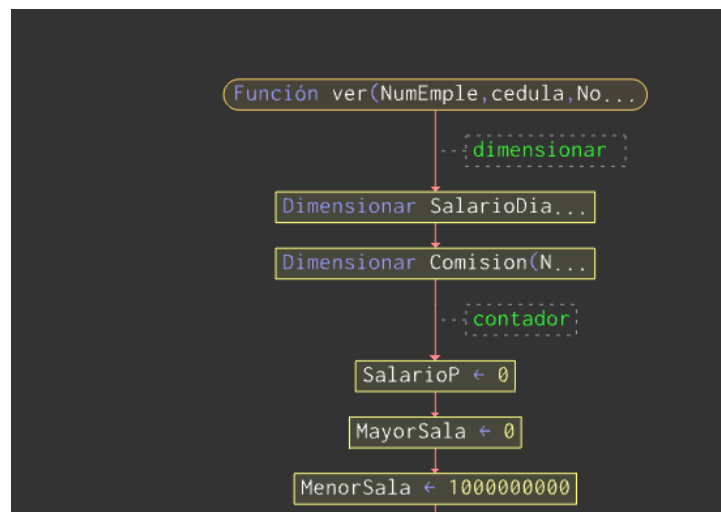 Función ver(NumEmple,cedula,No...
dimensionar
Dimensionar SalarioDia...
Dimensionar Comision(N...
contador
SalarioP ← 0
MayorSala ← 0
MenorSala ← 1000000000